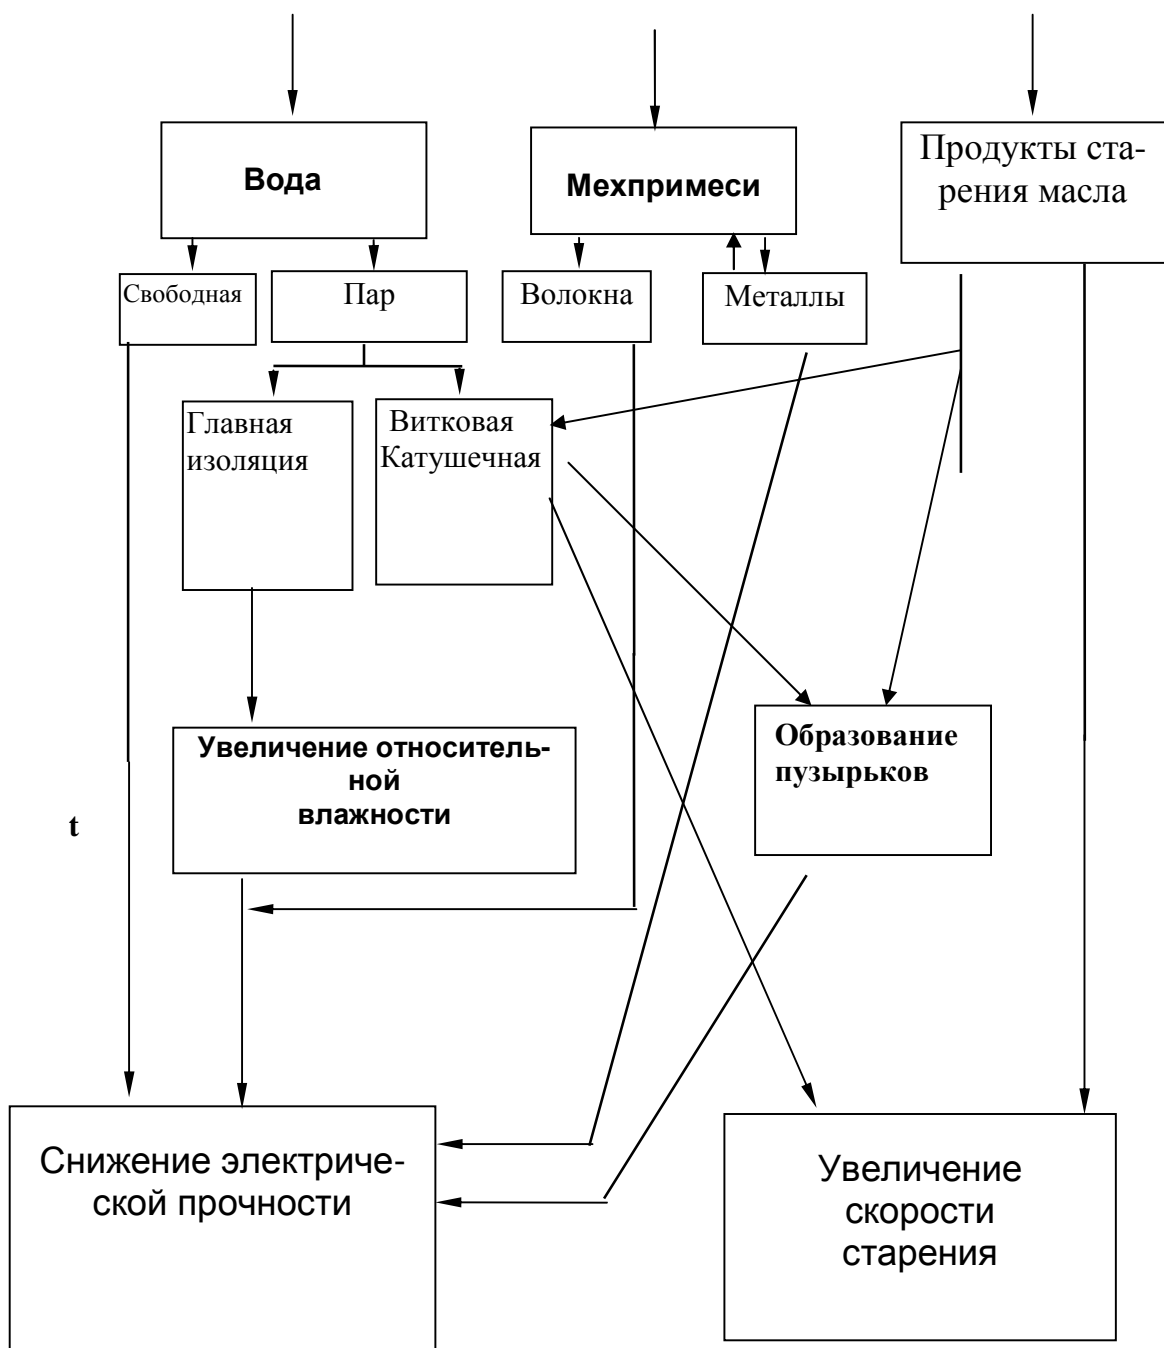 Вода
Мехпримеси
Продукты ста-
рения масла
Свободная
Пар
Волокна
Металлы
Главная
изоляция
Витковая
Катушечная
Увеличение относитель-
ной
влажности
Образование
пузырьков
t
Снижение электриче-
ской прочности
Увеличение
скорости
старения